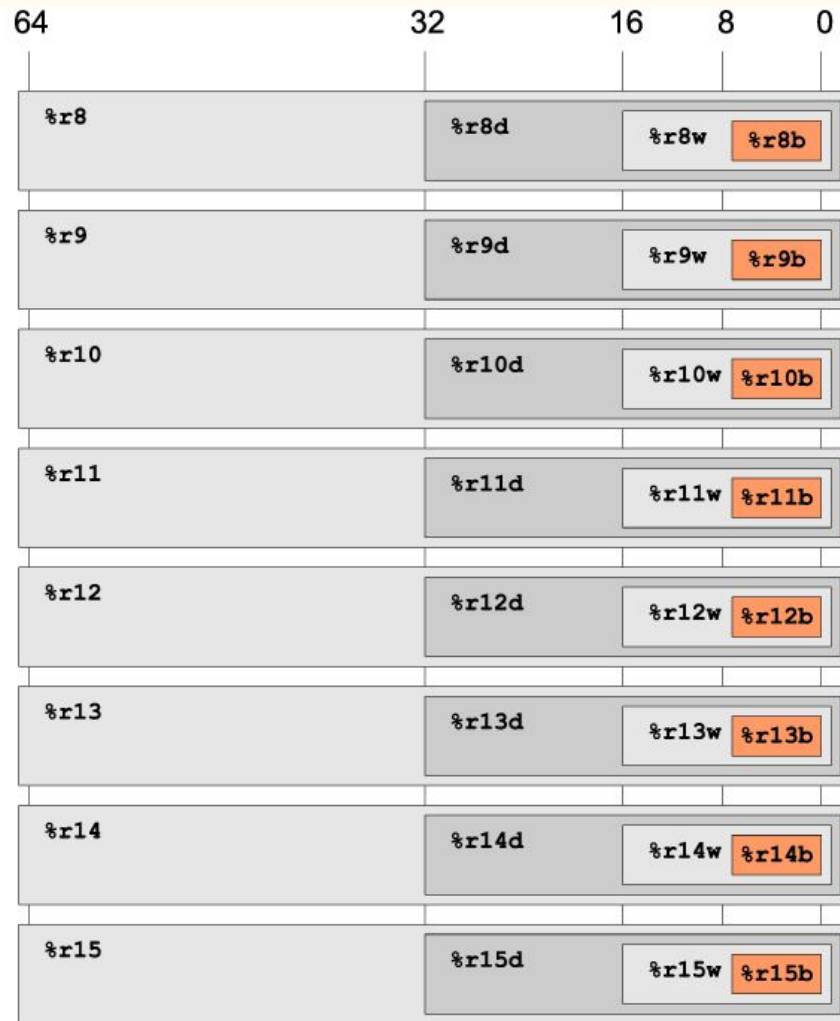 64 32 16 8 0
%r8 %r8d %r8w %r8b
%r9 %r9d %r9w %r9b
%r10 %r10d %r10w %r10b
%r11 %r11d %r11w %r11b
%r12 %r12d %r12w %r12b
%r13 %r13d %r13w %r13b
%r14 %r14d %r14w %r14b
%r15 %r15d %r15w %r15b